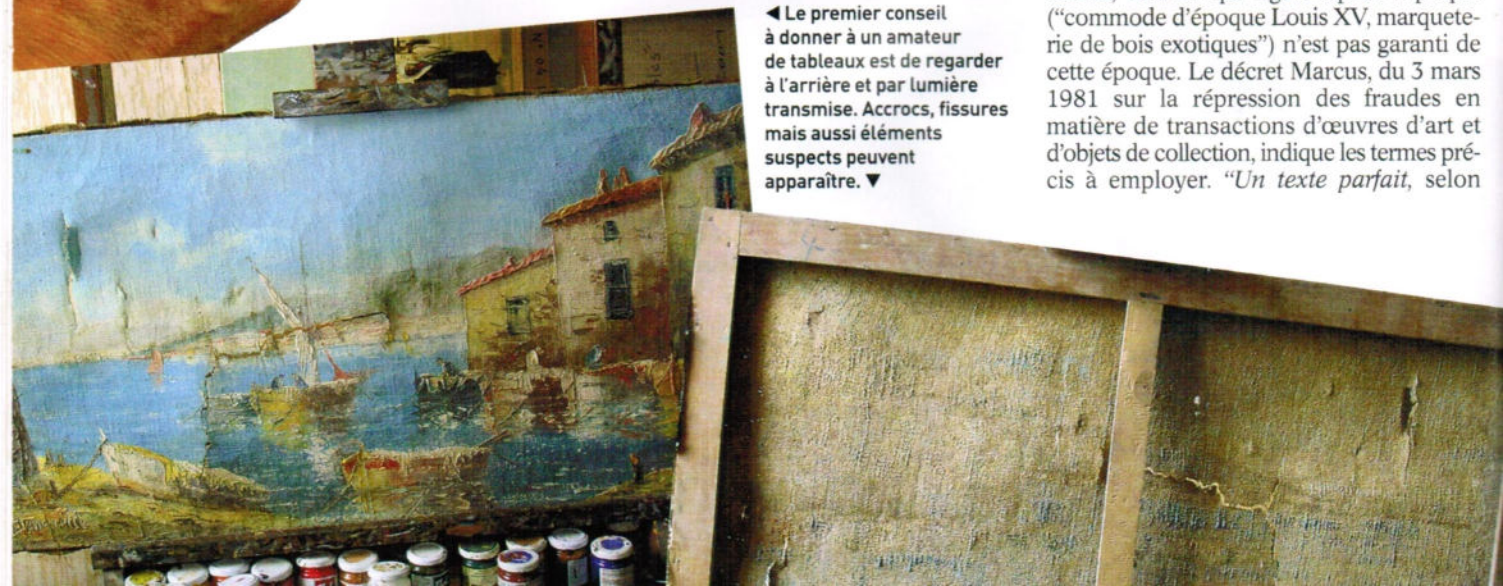 ◀ Le premier conseil
à donner à un amateur
de tableaux est de regarder
à l'arrière et par lumière
transmise. Accrocs, fissures
mais aussi éléments
suspects peuvent
apparaître. ▼
(“commode d'époque Louis XV, marquete-
rie de bois exotiques”) n'est pas garanti de
cette époque. Le décret Marcus, du 3 mars
1981 sur la répression des fraudes en
matière de transactions d'œuvres d'art et
d'objets de collection, indique les termes pré-
cis à employer. “Un texte parfait, selon